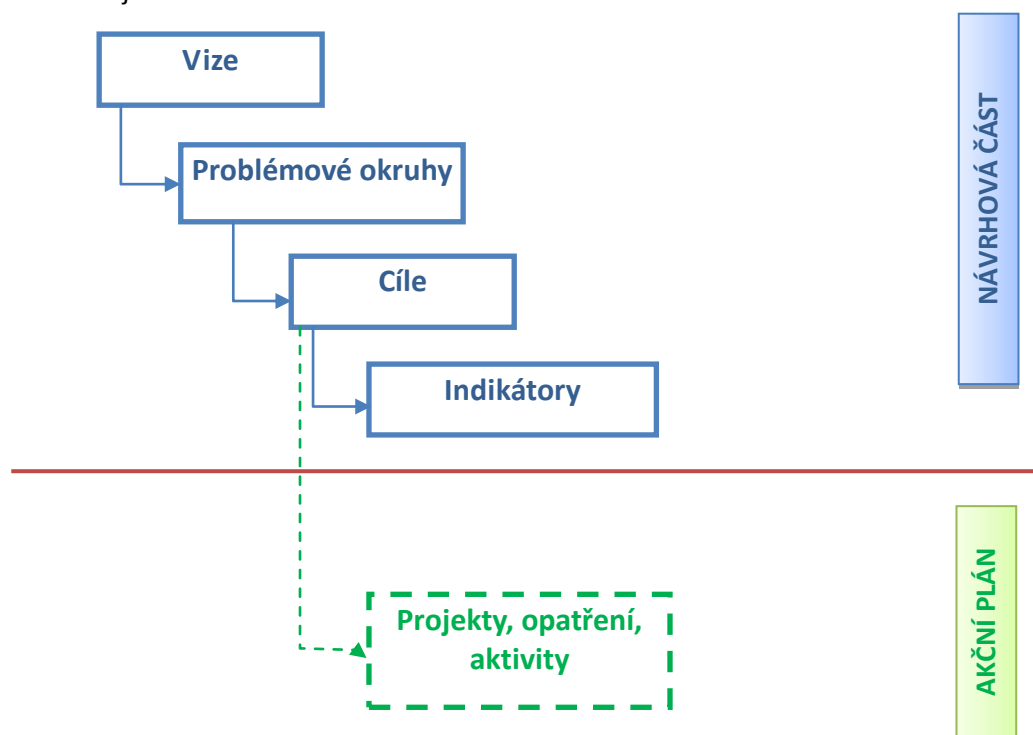 Vize
Problémové okruhy
Cíle
Indikátory
NÁVRHOVÁ ČÁST
Projekty, opatření,
aktivity
AKČNÍ PLÁN